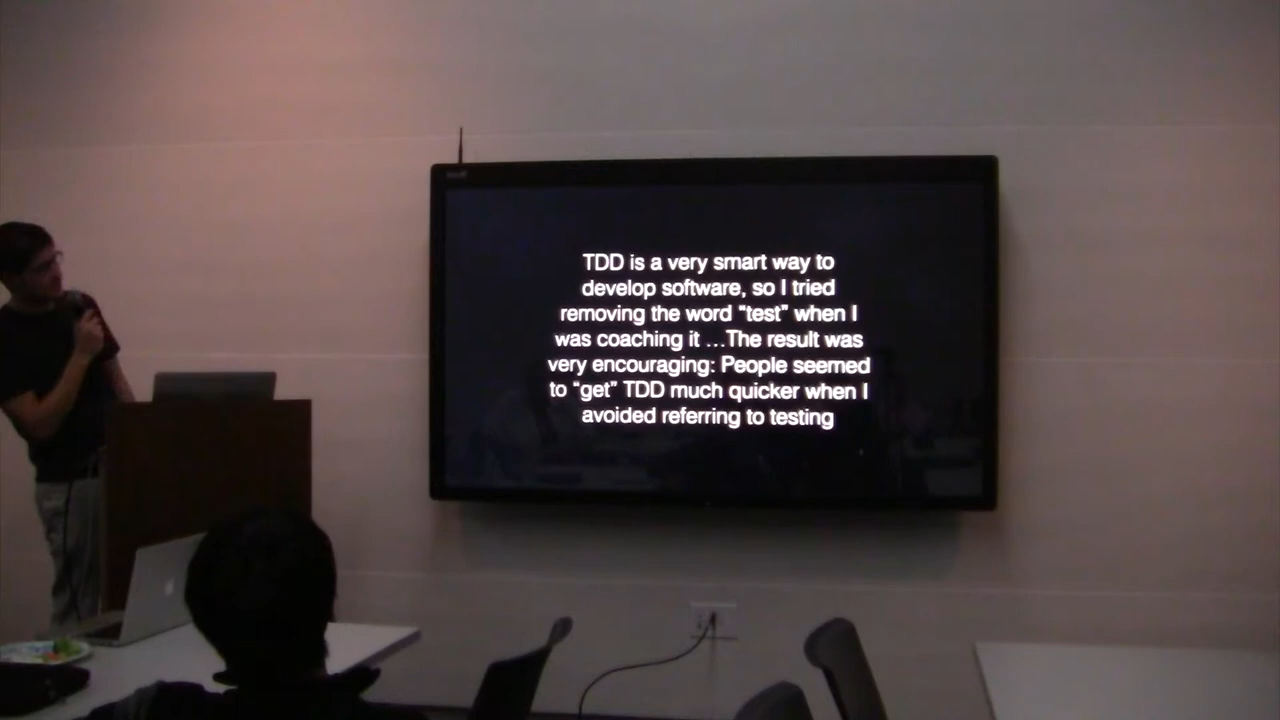 TDD is a very smart way to
develop software, so I tried
removing the word “test” when I
was coaching it …The result was
very encouraging: People seemed
to “get” TDD much quicker when I
avoided referring to testing